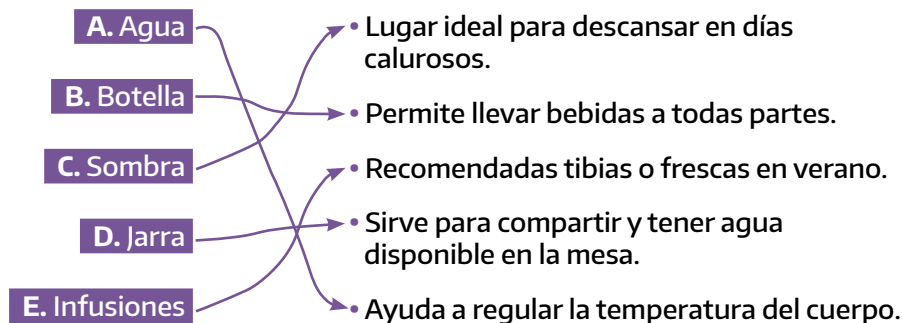 A. Agua
B. Botella
C. Sombra
D. Jarra
E. Infusiones
• Lugar ideal para descansar en días
calurosos.
• Permite llevar bebidas a todas partes.
• Recomendadas tibias o frescas en verano.
• Sirve para compartir y tener agua
disponible en la mesa.
• Ayuda a regular la temperatura del cuerpo.